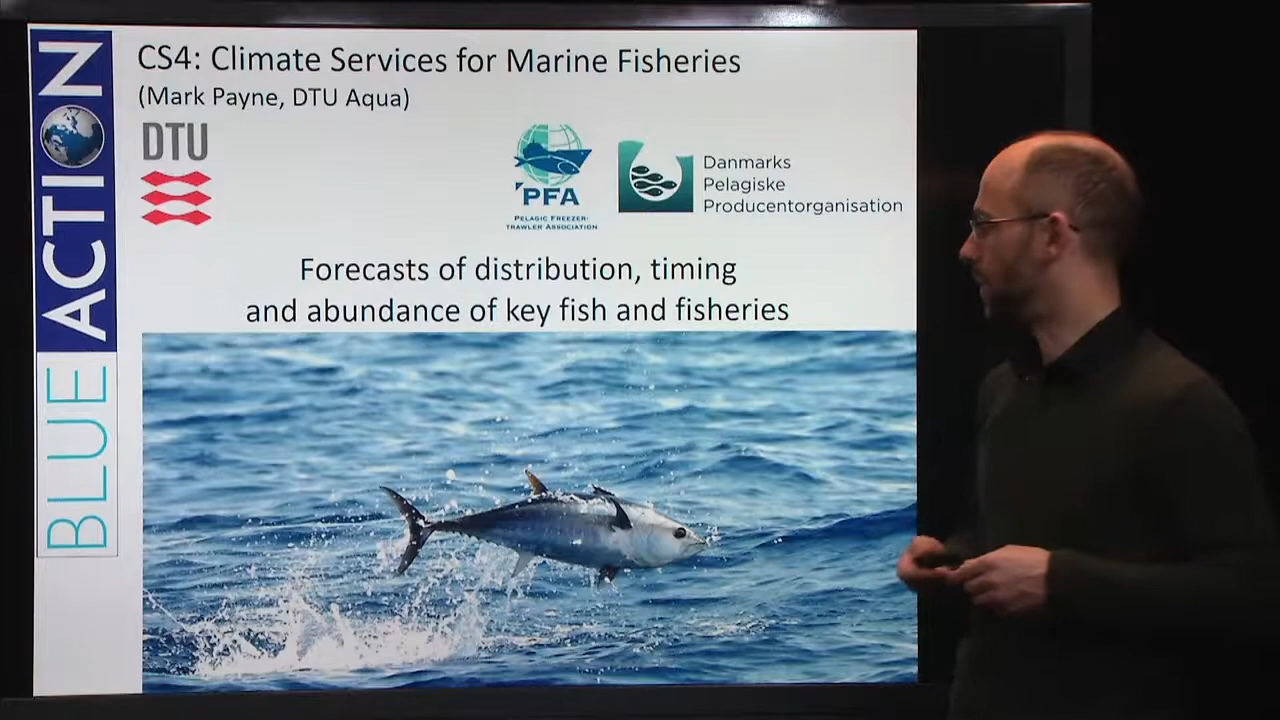 CS4: Climate Services for Marine Fisheries
(Mark Payne, DTU Aqua)
DTU
PFA
PELAGIC FREEZER-
TRAWLER ASSOCIATION
Danmarks
Pelagiske
Producentorganisation
Forecasts of distribution, timing
and abundance of key fish and fisheries
BLUE ACTION